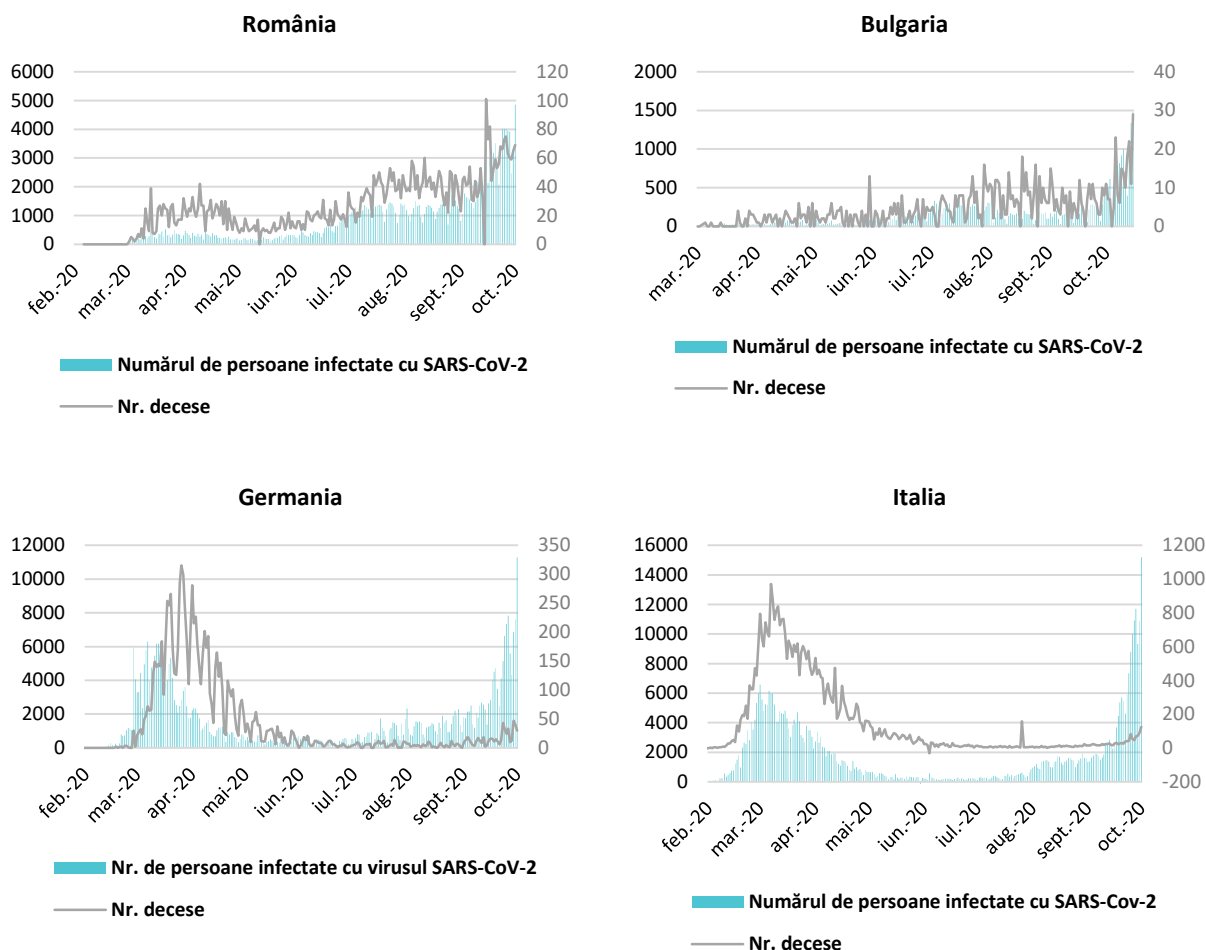 România
6000
5000
4000
3000
2000
1000
0
120
100
80
60
40
20
0
feb.-20
mar.-20
apr.-20
mai-20
iun.-20
iul.-20
aug.-20
sept.-20
oct.-20
Numărul de persoane infectate cu SARS-CoV-2
Nr. decese
Bulgaria
2000
1500
1000
500
0
40
30
20
10
0
mar.-20
apr.-20
mai-20
iun.-20
iul.-20
aug.-20
sept.-20
oct.-20
Numărul de persoane infectate cu SARS-CoV-2
Nr. decese
Germania
12000
10000
8000
6000
4000
2000
0
350
300
250
200
150
100
50
0
feb.-20
mar.-20
apr.-20
mai-20
iun.-20
iul.-20
aug.-20
sept.-20
oct.-20
Nr. de persoane infectate cu virusul SARS-CoV-2
Nr. decese
Italia
16000
14000
12000
10000
8000
6000
4000
2000
0
1200
1000
800
600
400
200
0
-200
feb.-20
mar.-20
apr.-20
mai-20
iun.-20
iul.-20
aug.-20
sept.-20
oct.-20
Numărul de persoane infectate cu SARS-Cov-2
Nr. decese